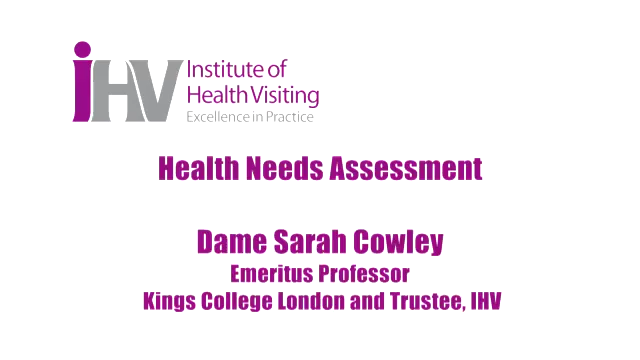 iHV
Institute of
Health Visiting
Excellence in Practice
Health Needs Assessment
Dame Sarah Cowley
Emeritus Professor
Kings College London and Trustee, IHV